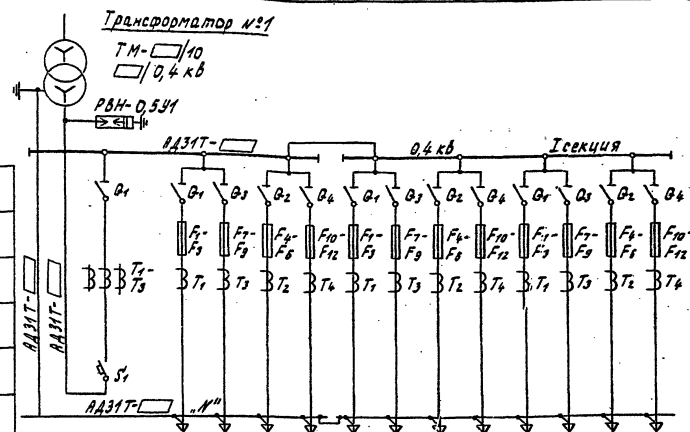 Трансформатор №1
ТМ-▭/10
▭/0,4 кв
РВН-0,5У1
АД31Т-▭
0,4 кв
I секция
Q1
Q1
Q3
Q2
Q4
Q1
Q3
Q2
Q4
Q1
Q3
Q2
Q4
F1-F3
F7-F9
F4-F6
F10-F12
F1-F3
F7-F9
F4-F6
F10-F12
F1-F3
F7-F9
F4-F6
F10-F12
T1-T3
T1
T3
T2
T4
T1
T3
T2
T4
T1
T3
T2
T4
АД31Т-▭
АД31Т-▭
S1
АД31Т-▭
„N"